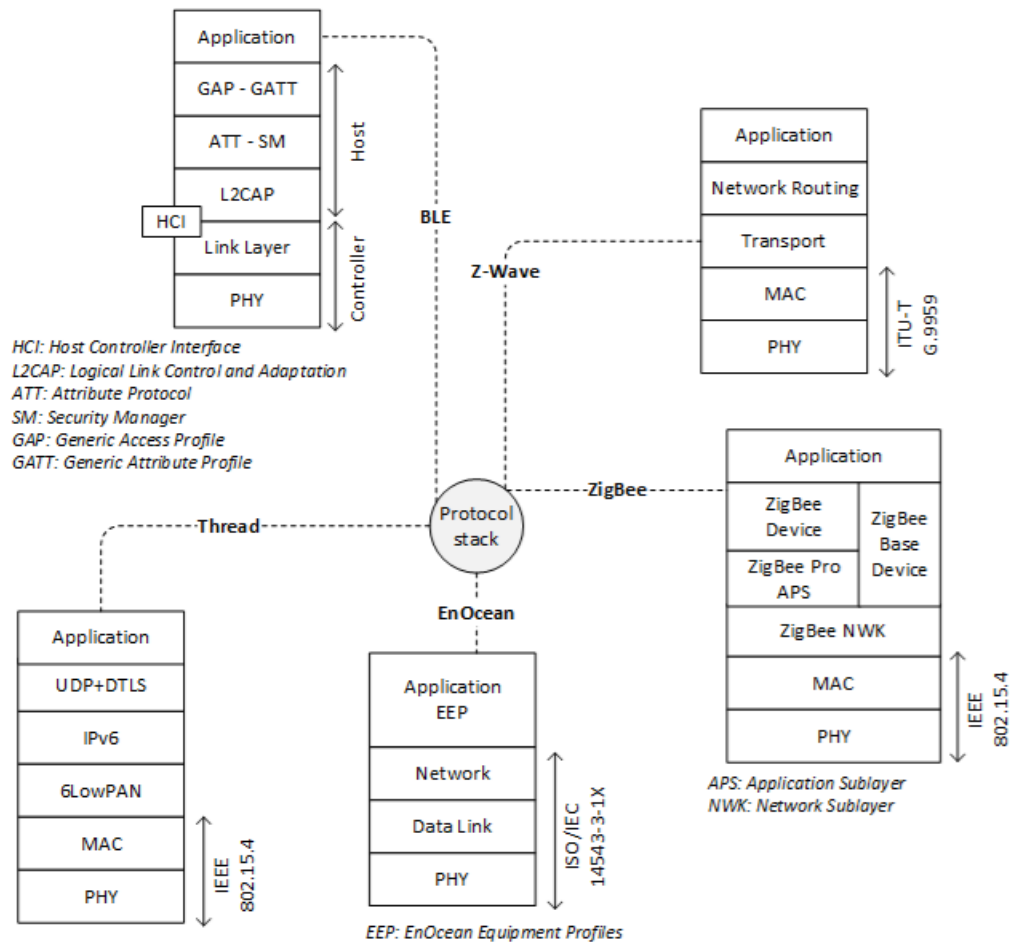 Application
GAP - GATT
ATT - SM
L2CAP
HCI
Link Layer
PHY
Host
Controller
HCI: Host Controller Interface
L2CAP: Logical Link Control and Adaptation
ATT: Attribute Protocol
SM: Security Manager
GAP: Generic Access Profile
GATT: Generic Attribute Profile
BLE
Z-Wave
Application
Network Routing
Transport
MAC
PHY
ITU-T
G.9959
Protocol
stack
ZigBee
Application
ZigBee
Device
ZigBee Pro
APS
ZigBee
Base
Device
ZigBee NWK
MAC
PHY
IEEE
802.15.4
APS: Application Sublayer
NWK: Network Sublayer
Thread
Application
UDP+DTLS
IPv6
6LowPAN
MAC
PHY
IEEE
802.15.4
EnOcean
Application
EEP
Network
Data Link
PHY
ISO/IEC
14543-3-1X
EEP: EnOcean Equipment Profiles